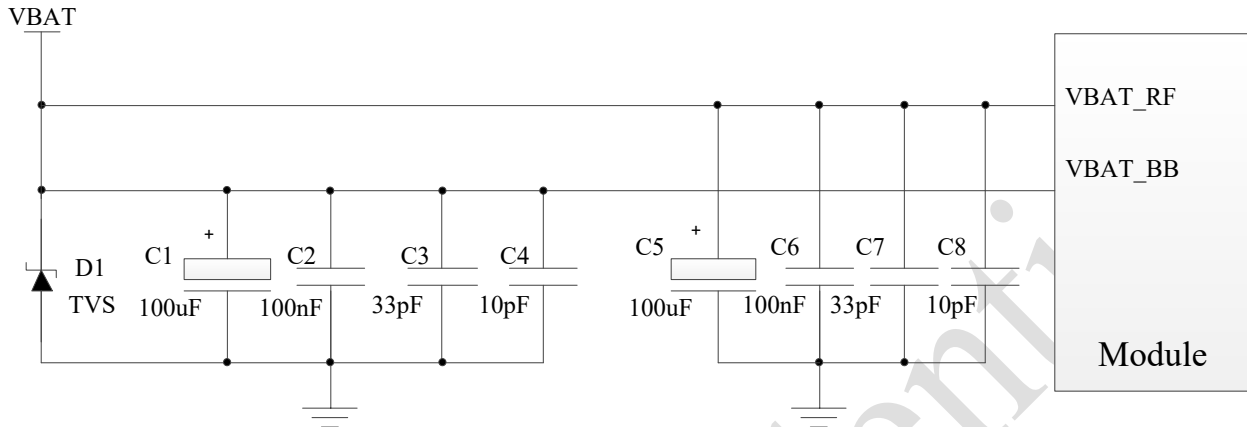 VBAT
VBAT_RF
VBAT_BB
+ +
D1 C1 C2 C3 C4 C5 C6 C7 C8
TVS 100uF 100nF 33pF 10pF 100uF 100nF 33pF 10pF
Module